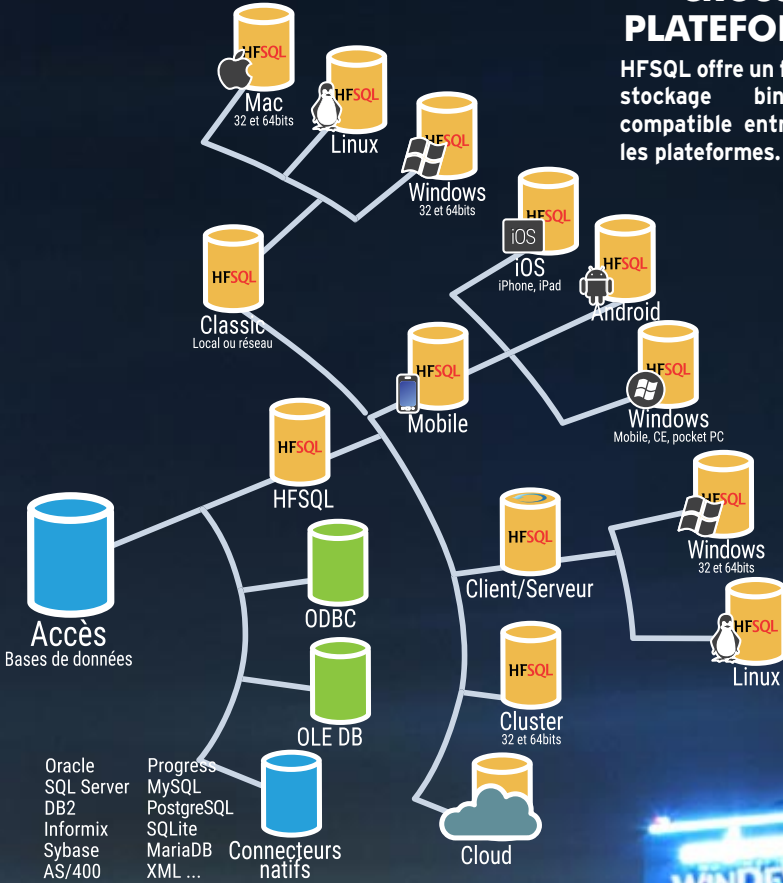 PLATEFOR
HFSQL offre un f
stockage bin
compatible entr
les plateformes.
HFSQL
Mac
32 et 64bits
HFSQL
Linux
HFSQL
Windows
32 et 64bits
HFSQL
iOS
iOS
iPhone, iPad
HFSQL
Android
HFSQL
Classic
Local ou réseau
HFSQL
Mobile
HFSQL
Windows
Mobile, CE, pocket PC
HFSQL
HFSQL
HFSQL
Windows
32 et 64bits
HFSQL
Client/Serveur
HFSQL
Linux
Accès
Bases de données
ODBC
OLE DB
HFSQL
Cluster
32 et 64bits
Cloud
Connecteurs
natifs
Oracle
SQL Server
DB2
Informix
Sybase
AS/400
Progress
MySQL
PostgreSQL
SQLite
MariaDB
XML ...